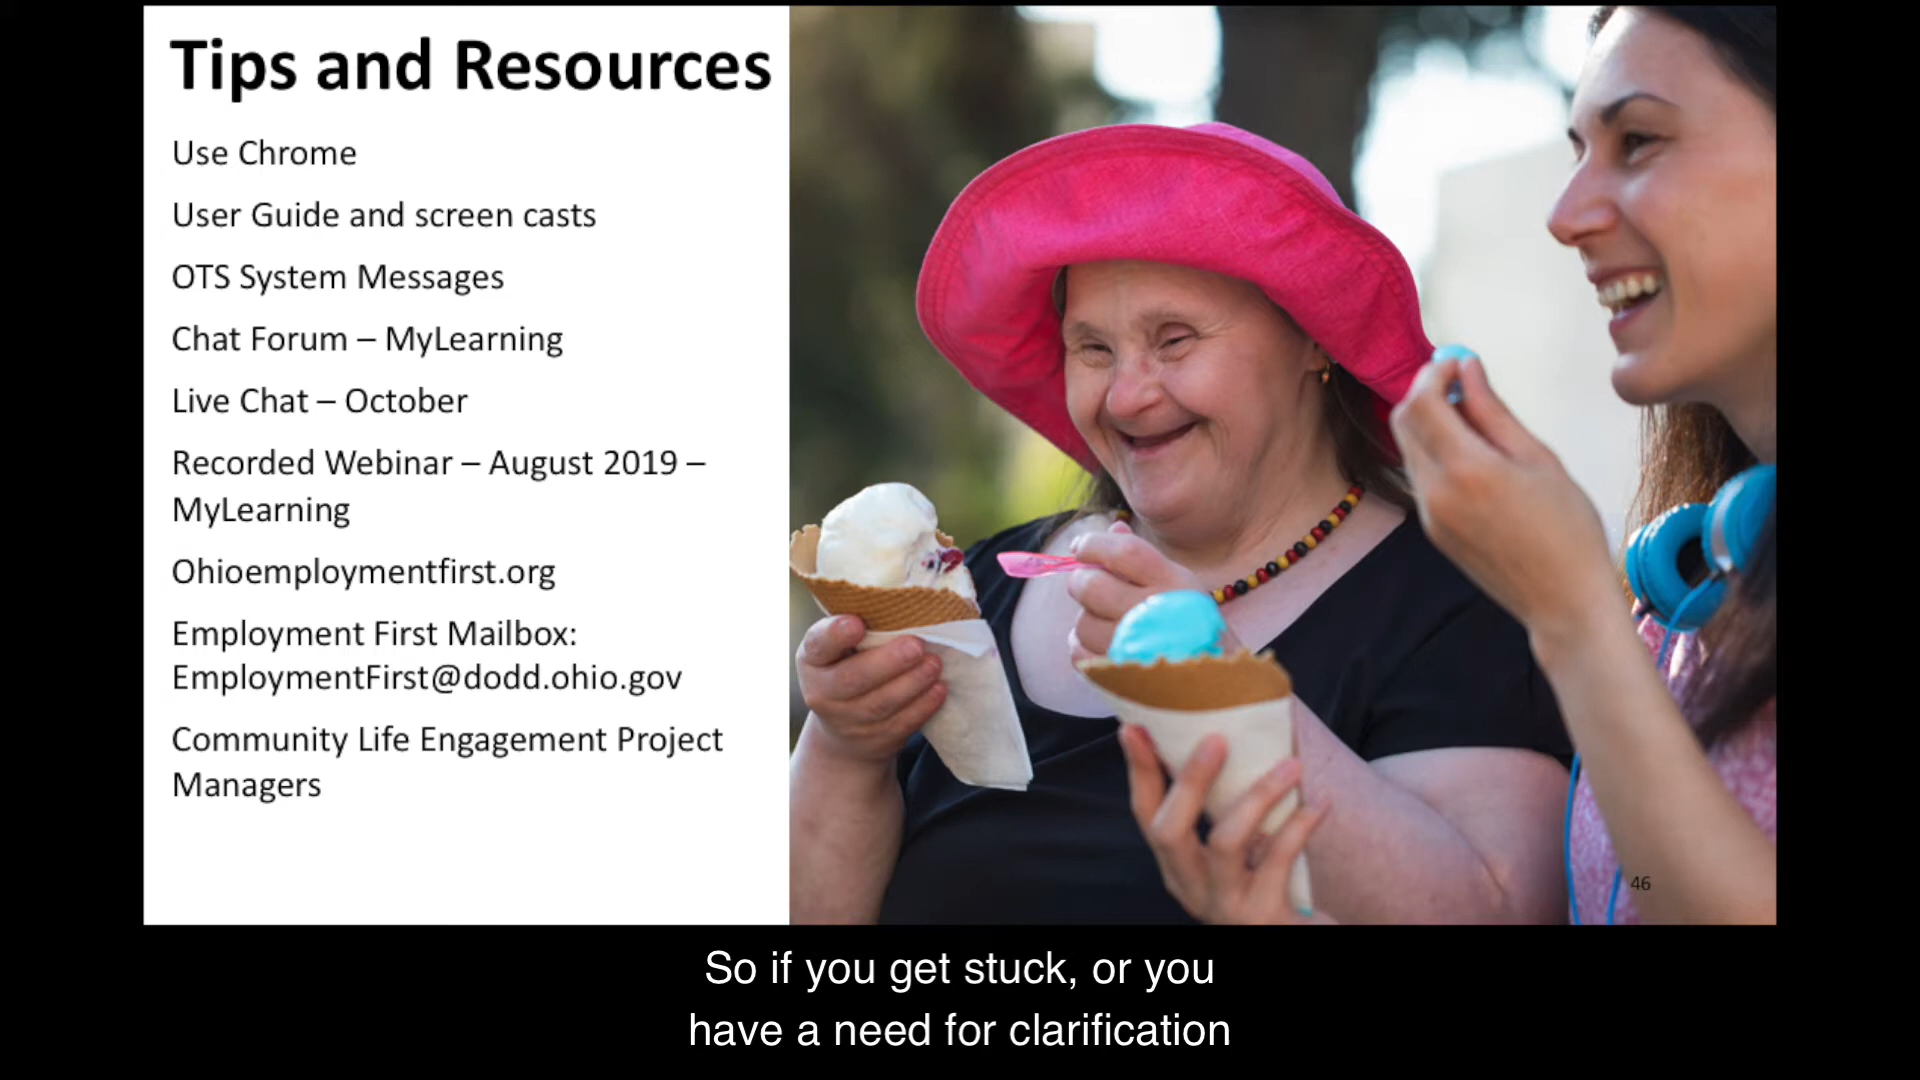 Tips and Resources
Use Chrome
User Guide and screen casts
OTS System Messages
Chat Forum – MyLearning
Live Chat – October
Recorded Webinar – August 2019 –
MyLearning
Ohioemploymentfirst.org
Employment First Mailbox:
EmploymentFirst@dodd.ohio.gov
Community Life Engagement Project
Managers
46
So if you get stuck, or you
have a need for clarification